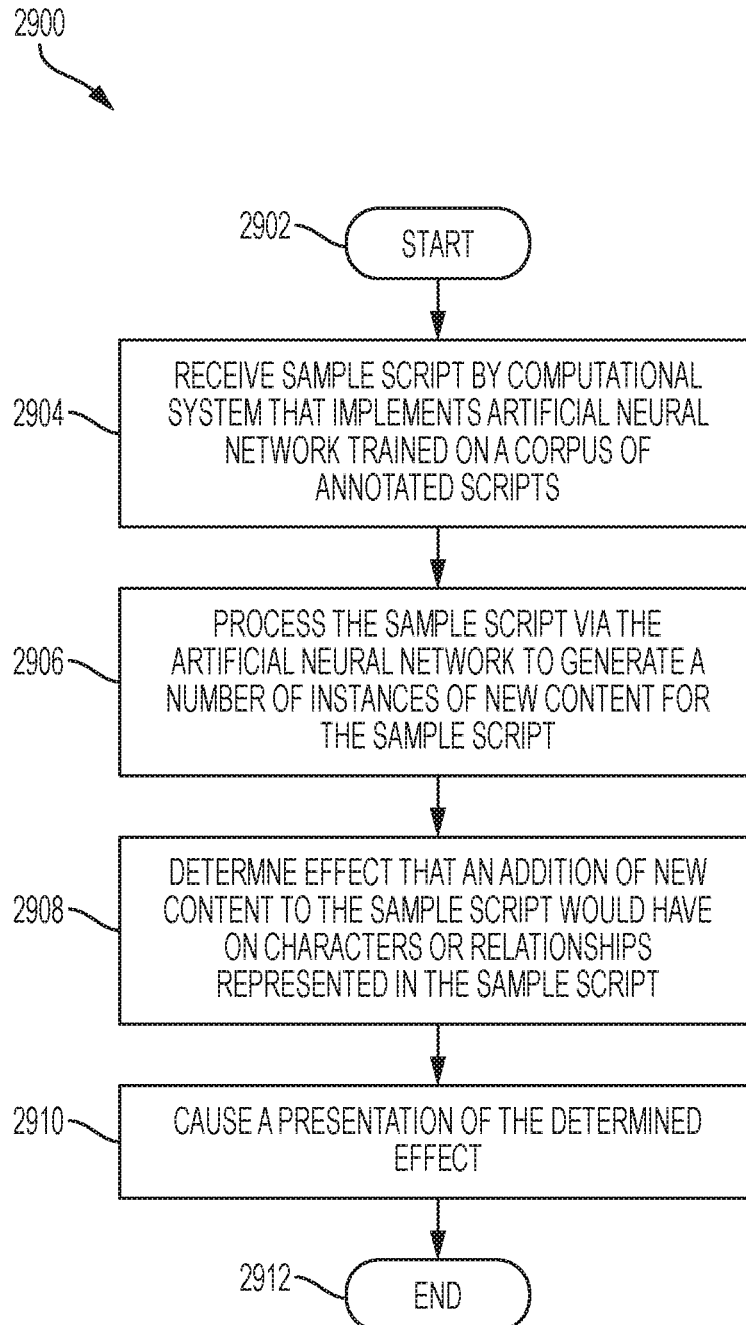 2900
2902
START
2904
RECEIVE SAMPLE SCRIPT BY COMPUTATIONAL
SYSTEM THAT IMPLEMENTS ARTIFICIAL NEURAL
NETWORK TRAINED ON A CORPUS OF
ANNOTATED SCRIPTS
2906
PROCESS THE SAMPLE SCRIPT VIA THE
ARTIFICIAL NEURAL NETWORK TO GENERATE A
NUMBER OF INSTANCES OF NEW CONTENT FOR
THE SAMPLE SCRIPT
2908
DETERMNE EFFECT THAT AN ADDITION OF NEW
CONTENT TO THE SAMPLE SCRIPT WOULD HAVE
ON CHARACTERS OR RELATIONSHIPS
REPRESENTED IN THE SAMPLE SCRIPT
2910
CAUSE A PRESENTATION OF THE DETERMINED
EFFECT
2912
END